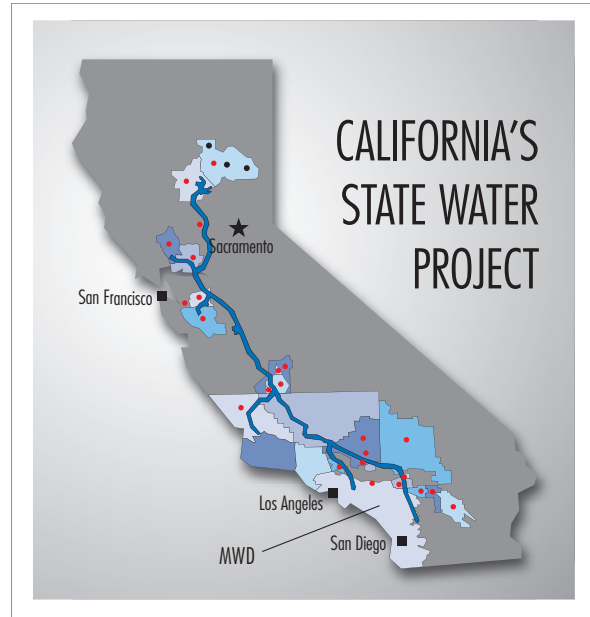 CALIFORNIA'S
STATE WATER
PROJECT
Sacramento
San Francisco
Los Angeles
MWD
San Diego